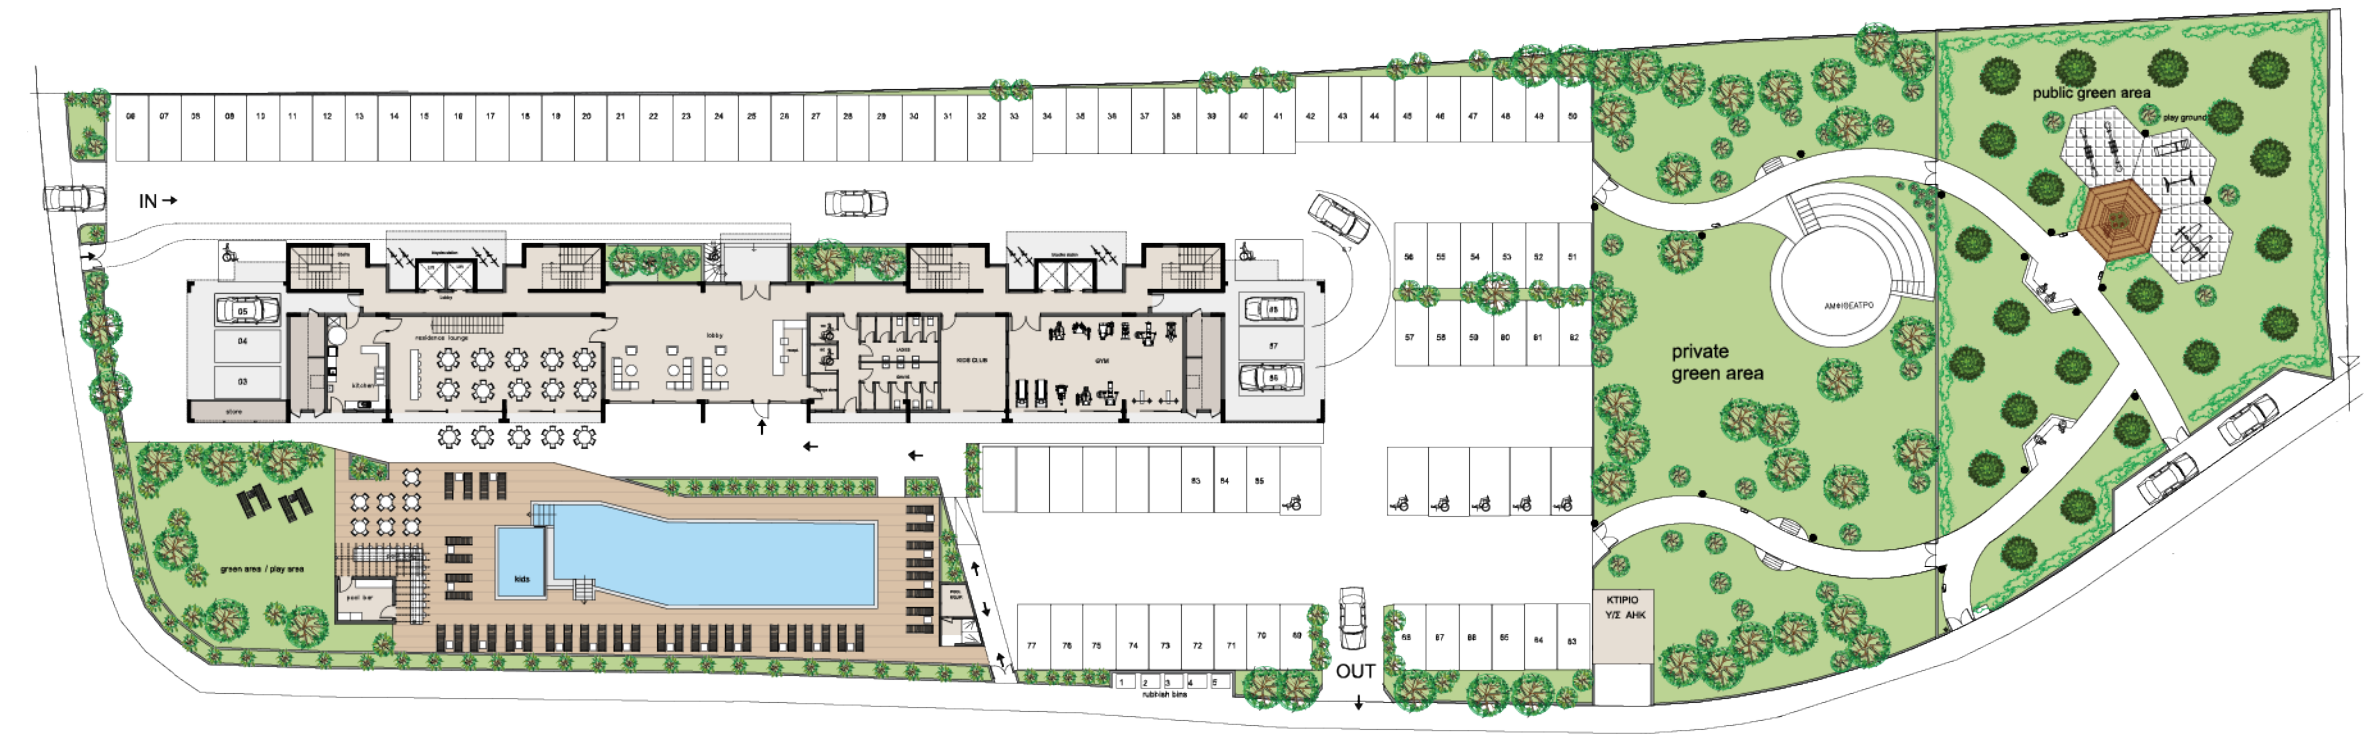 06 07 08 09 10 11 12 13 14 15 16 17 18 19 20 21 22 23 24 25 26 27 28 29 30 31 32 33 34 35 36 37 38 39 40 41 42 43 44 45 46 47 48 49 50
public green area
play ground
IN
56 55 54 53 52 51
57 58 59 60 61 62
Stairs
Lobby
05
04
03
store
kitchen
residence lounge
lobby
LADIES
KIDS CLUB
GYM
67
66
ΑΜΦΙΘΕΑΤΡΟ
private
green area
63 64 65
green area / play area
kids
pool bar
ΚΤΙΡΙΟ
Υ/Σ ΑΗΚ
77 76 75 74 73 72 71 70 69
68 67 66 65 64 63
OUT
1 2 3 4 5
rubbish bins